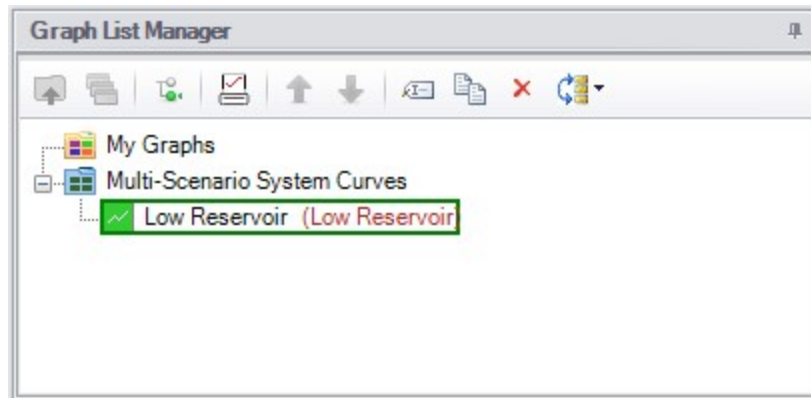 Graph List Manager
My Graphs
Multi-Scenario System Curves
Low Reservoir (Low Reservoir)